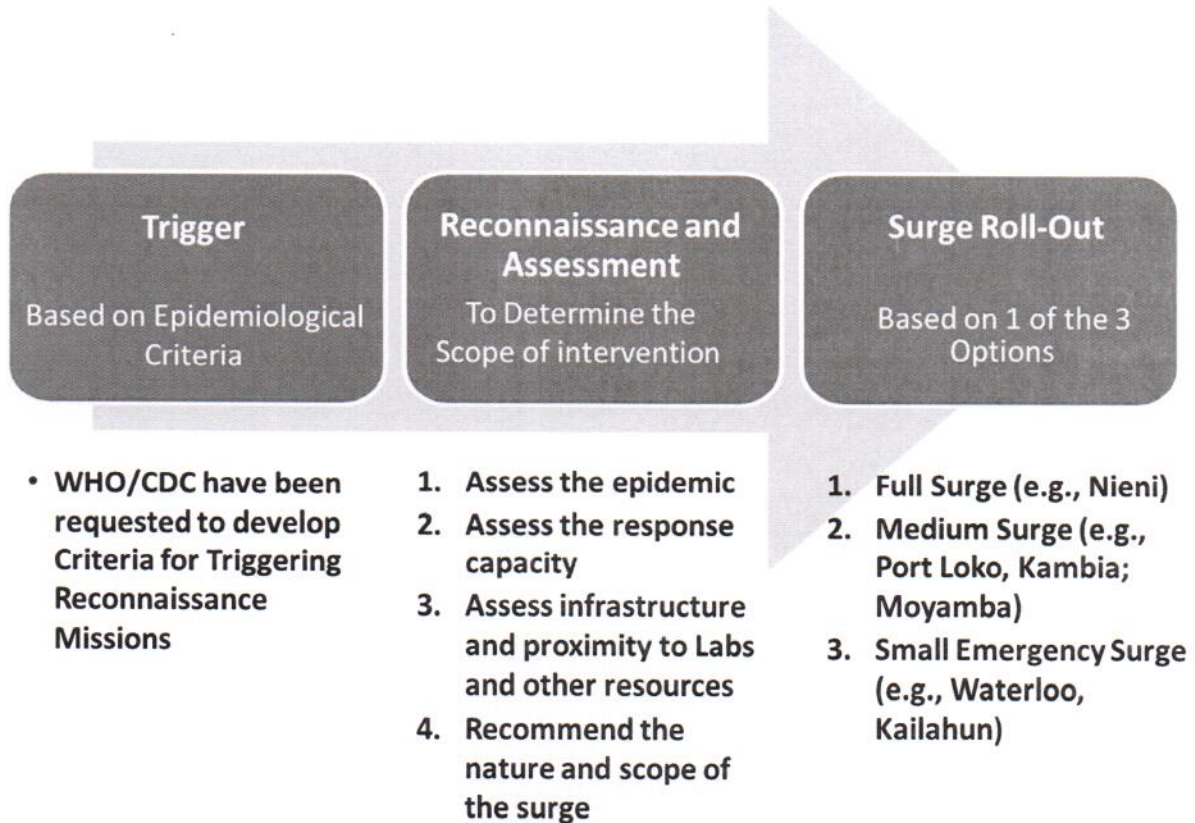 Trigger
Based on Epidemiological
Criteria
Reconnaissance and
Assessment
To Determine the
Scope of intervention
Surge Roll-Out
Based on 1 of the 3
Options
• WHO/CDC have been
requested to develop
Criteria for Triggering
Reconnaissance
Missions
1. Assess the epidemic
2. Assess the response
capacity
3. Assess infrastructure
and proximity to Labs
and other resources
4. Recommend the
nature and scope of
the surge
1. Full Surge (e.g., Nieni)
2. Medium Surge (e.g.,
Port Loko, Kambia;
Moyamba)
3. Small Emergency Surge
(e.g., Waterloo,
Kailahun)